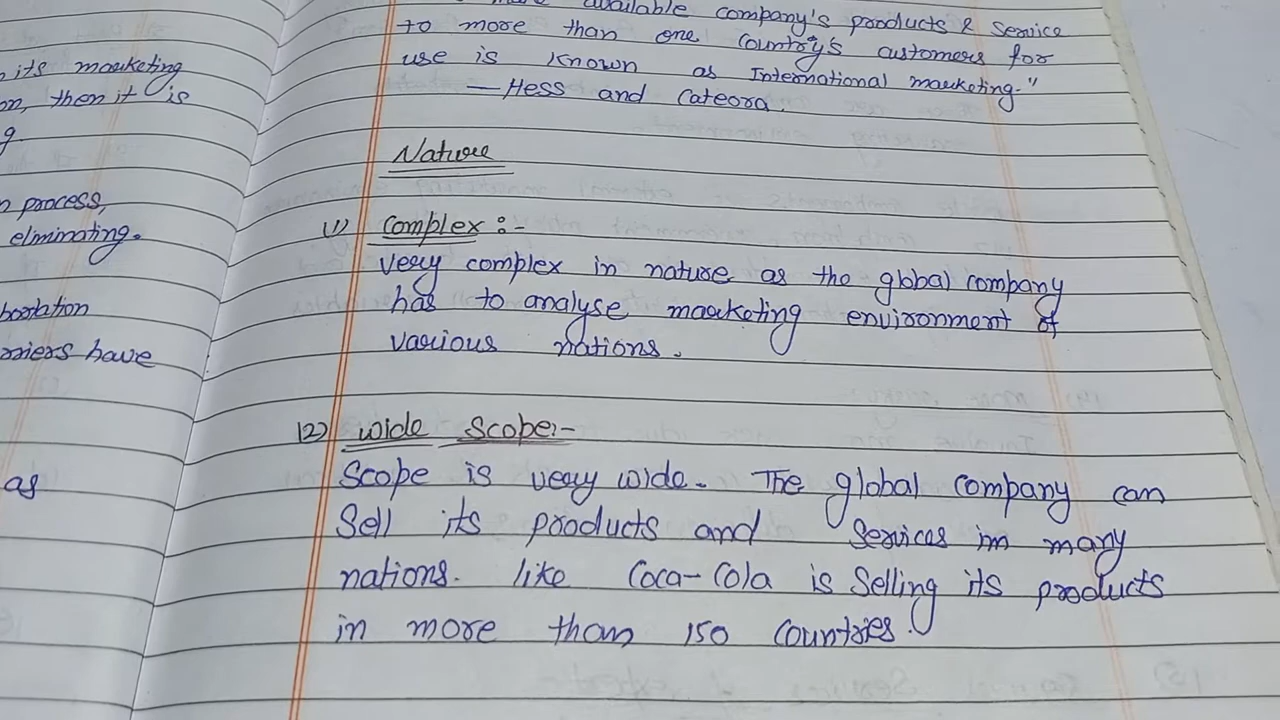 its marketing
on, then it is
g
process,
eliminating.
have
as
available company's products & Service
to more than one Country's customers for
use is known as International marketing."
— Hess and Cateora.
Nature
(1) Complex :-
very complex in nature as the global company
has to analyse marketing environment of
various nations.
(2) Wide Scope:-
Scope is very wide. The global company can
Sell its products and Services in many
nations. like Coca-Cola is Selling its products
in more than 150 Countries.